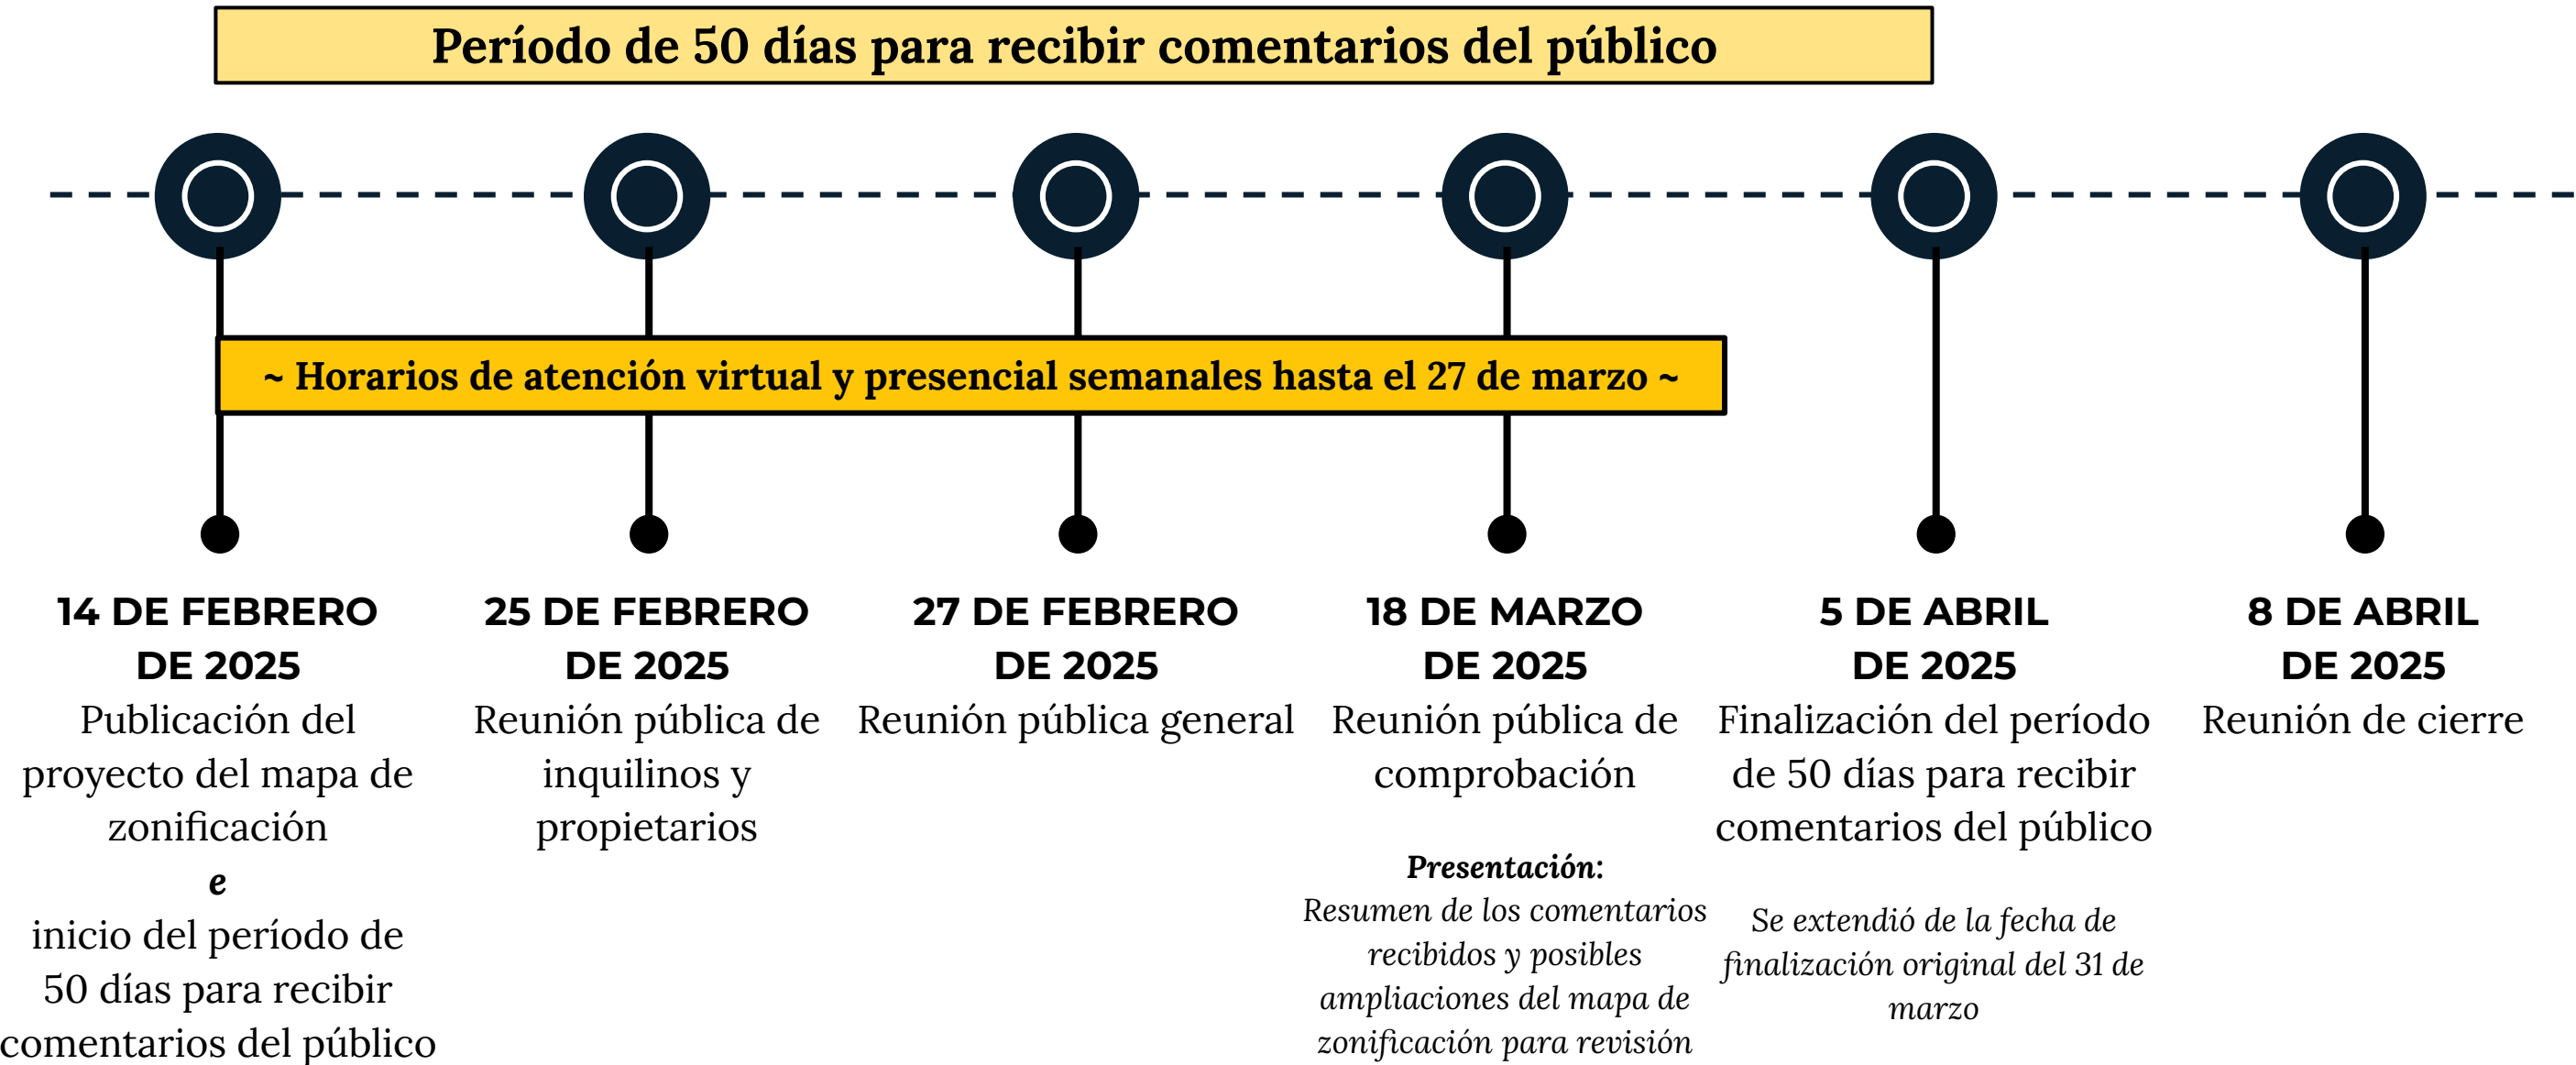 Período de 50 días para recibir comentarios del público
~ Horarios de atención virtual y presencial semanales hasta el 27 de marzo ~
14 DE FEBRERO
DE 2025
Publicación del
proyecto del mapa de
zonificación
e
inicio del período de
50 días para recibir
comentarios del público
25 DE FEBRERO
DE 2025
Reunión pública de
inquilinos y
propietarios
27 DE FEBRERO
DE 2025
Reunión pública general
18 DE MARZO
DE 2025
Reunión pública de
comprobación
Presentación:
Resumen de los comentarios
recibidos y posibles
ampliaciones del mapa de
zonificación para revisión
5 DE ABRIL
DE 2025
Finalización del período
de 50 días para recibir
comentarios del público
Se extendió de la fecha de
finalización original del 31 de
marzo
8 DE ABRIL
DE 2025
Reunión de cierre